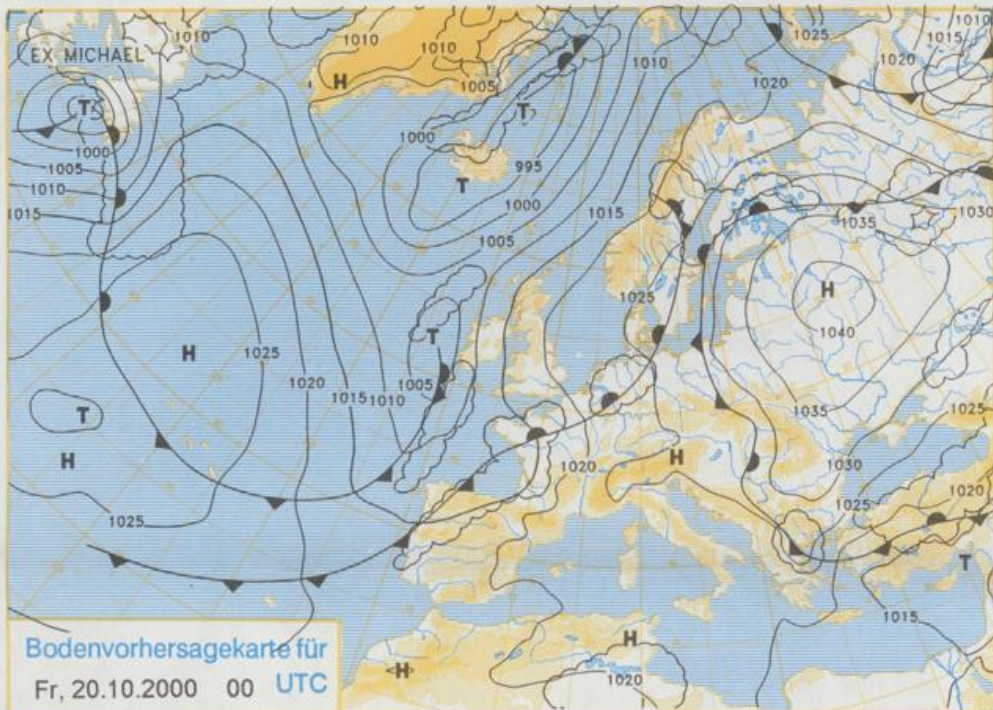 1010 1010 1010 1010 1025 1015 1010
EX MICHAEL 1020
H 1005 1020
T T
1000 1000
1005 995
1010 T 1035 1030
1015 1000 1015
1005
H
1025 1040
T
H 1025
1020 1005
1015 1010 1035
T 1025
H 1020 H 1030
1025 1025 1020
T
1015
H
H 1020
Bodenvorhersagekarte für
Fr, 20.10.2000 00 UTC